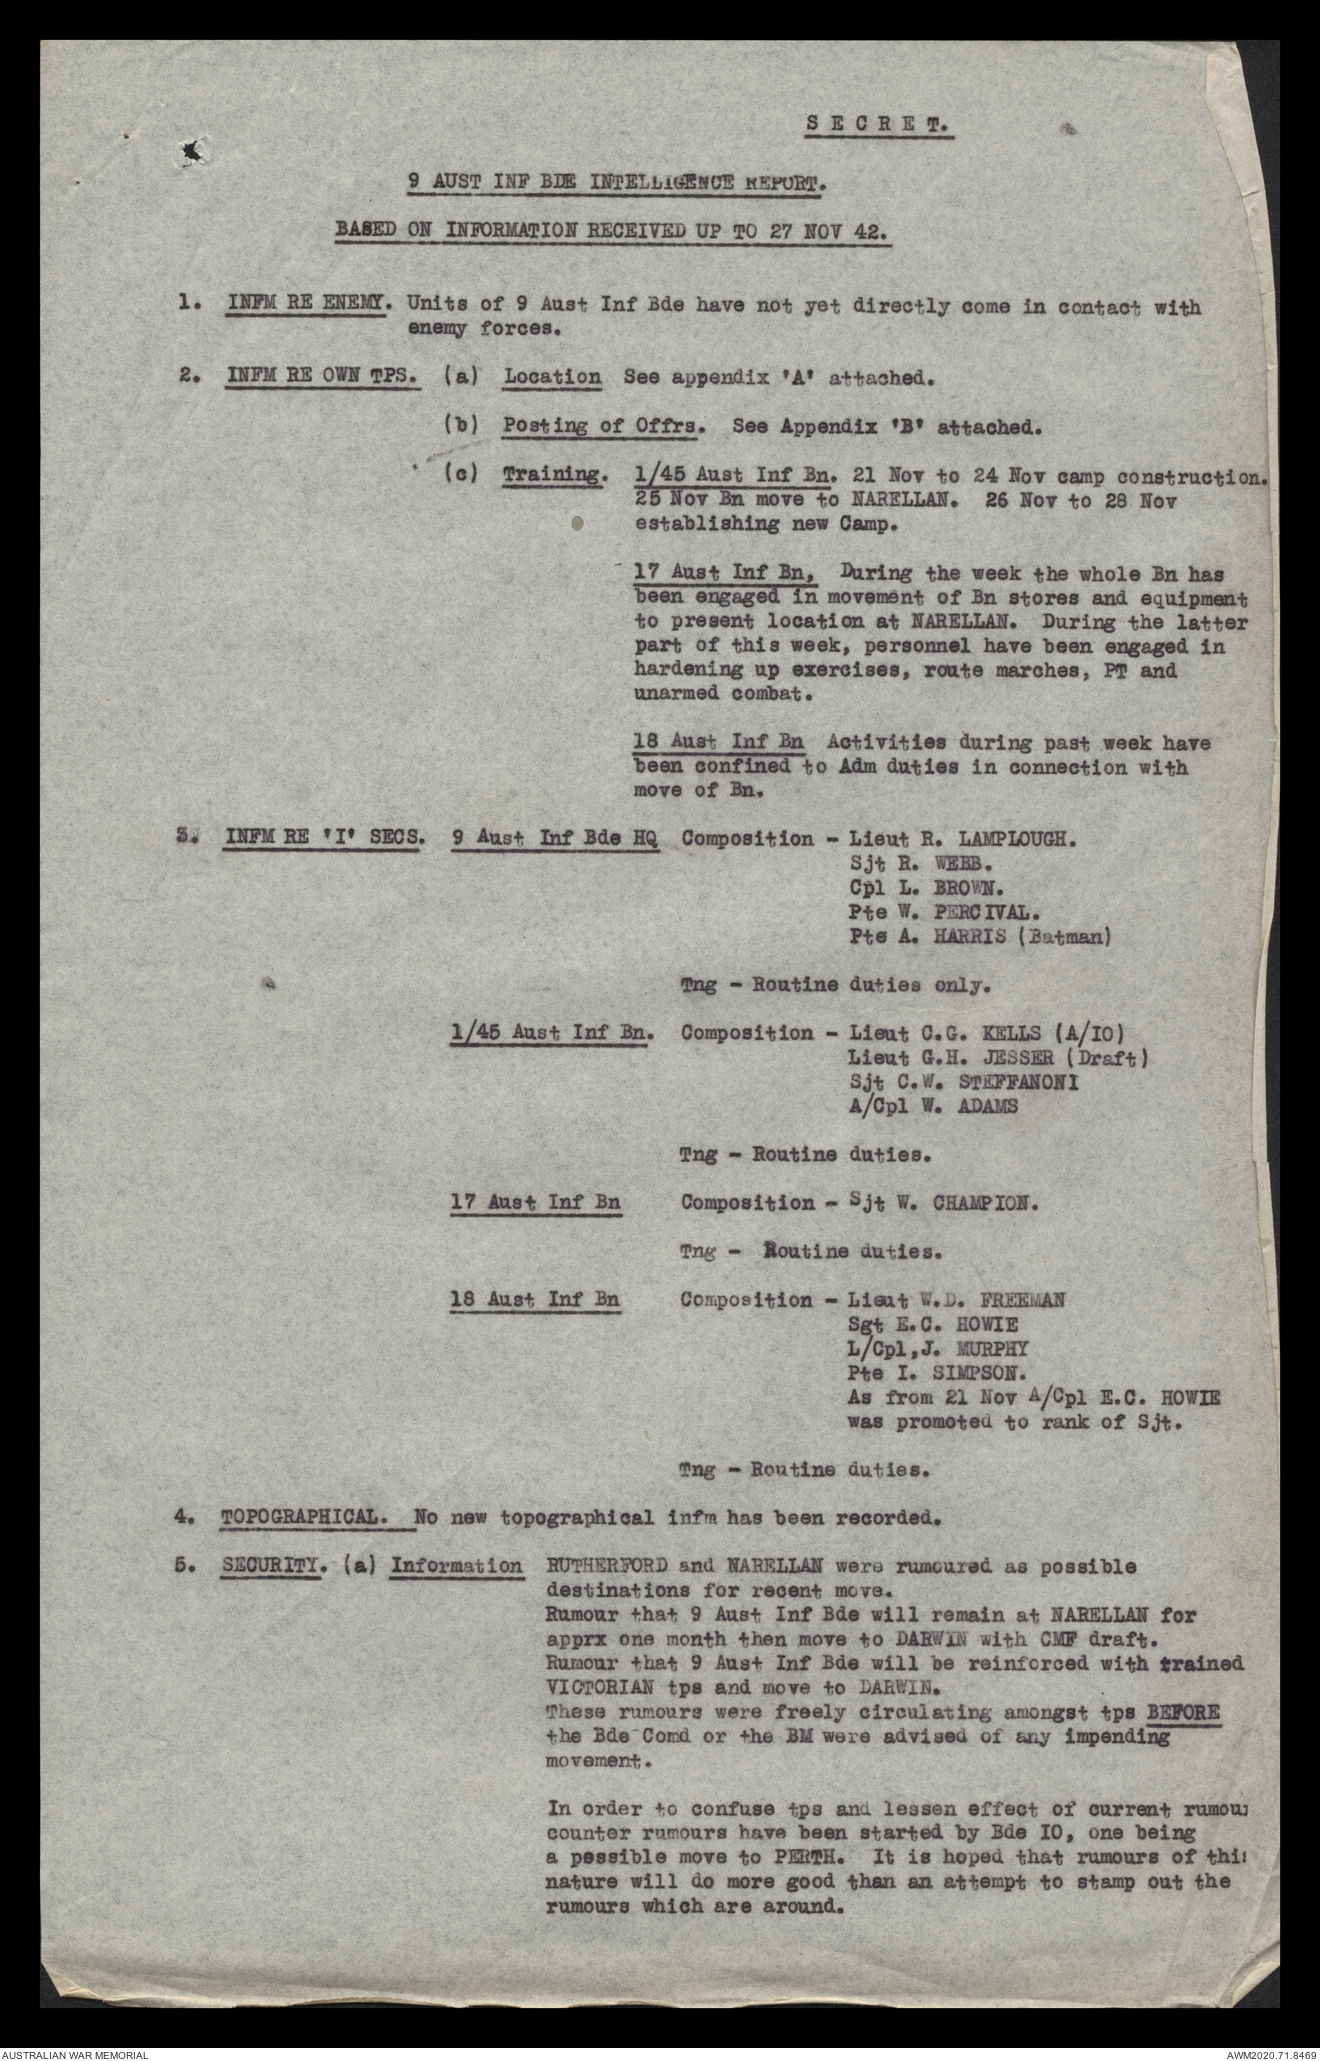 SECRET.
9 AUST INF BDE INTELLIGENCE REPORT.
BASED ON INFORMATION RECEIVED UP TO 27 NOV 42.
1. INFM RE ENEMY. Units of 9 Aust Inf Bde have not yet directly come in contact with
enemy forces.
2. INFM RE OWN TPS. (a) Location See appendix 'A' attached.
(b) Posting of Offrs. See Appendix 'B' attached.
(c) Training. 1/45 Aust Inf Bn. 21 Nov to 24 Nov camp construction.
25 Nov Bn move to NARELLAN. 26 Nov to 28 Nov
establishing new Camp.
17 Aust Inf Bn, During the week the whole Bn has
been engaged in movement of Bn stores and equipment
to present location at NARELLAN. During the latter
part of this week, personnel have been engaged in
hardening up exercises, route marches, PT and
unarmed combat.
18 Aust Inf Bn Activities during past week have
been confined to Adm duties in connection with
move of Bn.
3. INFM RE 'I' SECS. 9 Aust Inf Bde HQ Composition - Lieut R. LAMPLOUGH.
Sjt R. WEBB.
Cpl L. BROWN.
Pte W. PERCIVAL.
Pte A. HARRIS (Batman)
Tng - Routine duties only.
1/45 Aust Inf Bn. Composition - Lieut C.G. KELLS (A/IO)
Lieut G.H. JESSER (Draft)
Sjt C.W. STEFFANONI
A/Cpl W. ADAMS
Tng - Routine duties.
17 Aust Inf Bn Composition - Sjt W. CHAMPION.
Tng - Routine duties.
18 Aust Inf Bn Composition - Lieut W.D. FREEMAN
Sgt E.C. HOWIE
L/Cpl,J. MURPHY
Pte I. SIMPSON.
As from 21 Nov A/Cpl E.C. HOWIE
was promoted to rank of Sjt.
Tng - Routine duties.
4. TOPOGRAPHICAL. No new topographical infm has been recorded.
5. SECURITY. (a) Information RUTHERFORD and NARELLAN were rumoured as possible
destinations for recent move.
Rumour that 9 Aust Inf Bde will remain at NARELLAN for
apprx one month then move to DARWIN with CMF draft.
Rumour that 9 Aust Inf Bde will be reinforced with trained
VICTORIAN tps and move to DARWIN.
These rumours were freely circulating amongst tps BEFORE
the Bde Comd or the BM were advised of any impending
movement.
In order to confuse tps and lessen effect of current
counter rumours have been started by Bde IO, one being
a possible move to PERTH. It is hoped that rumours of
nature will do more good than an attempt to stamp out the
rumours which are around.
AUSTRALIAN WAR MEMORIAL
AWM2020.71.8469